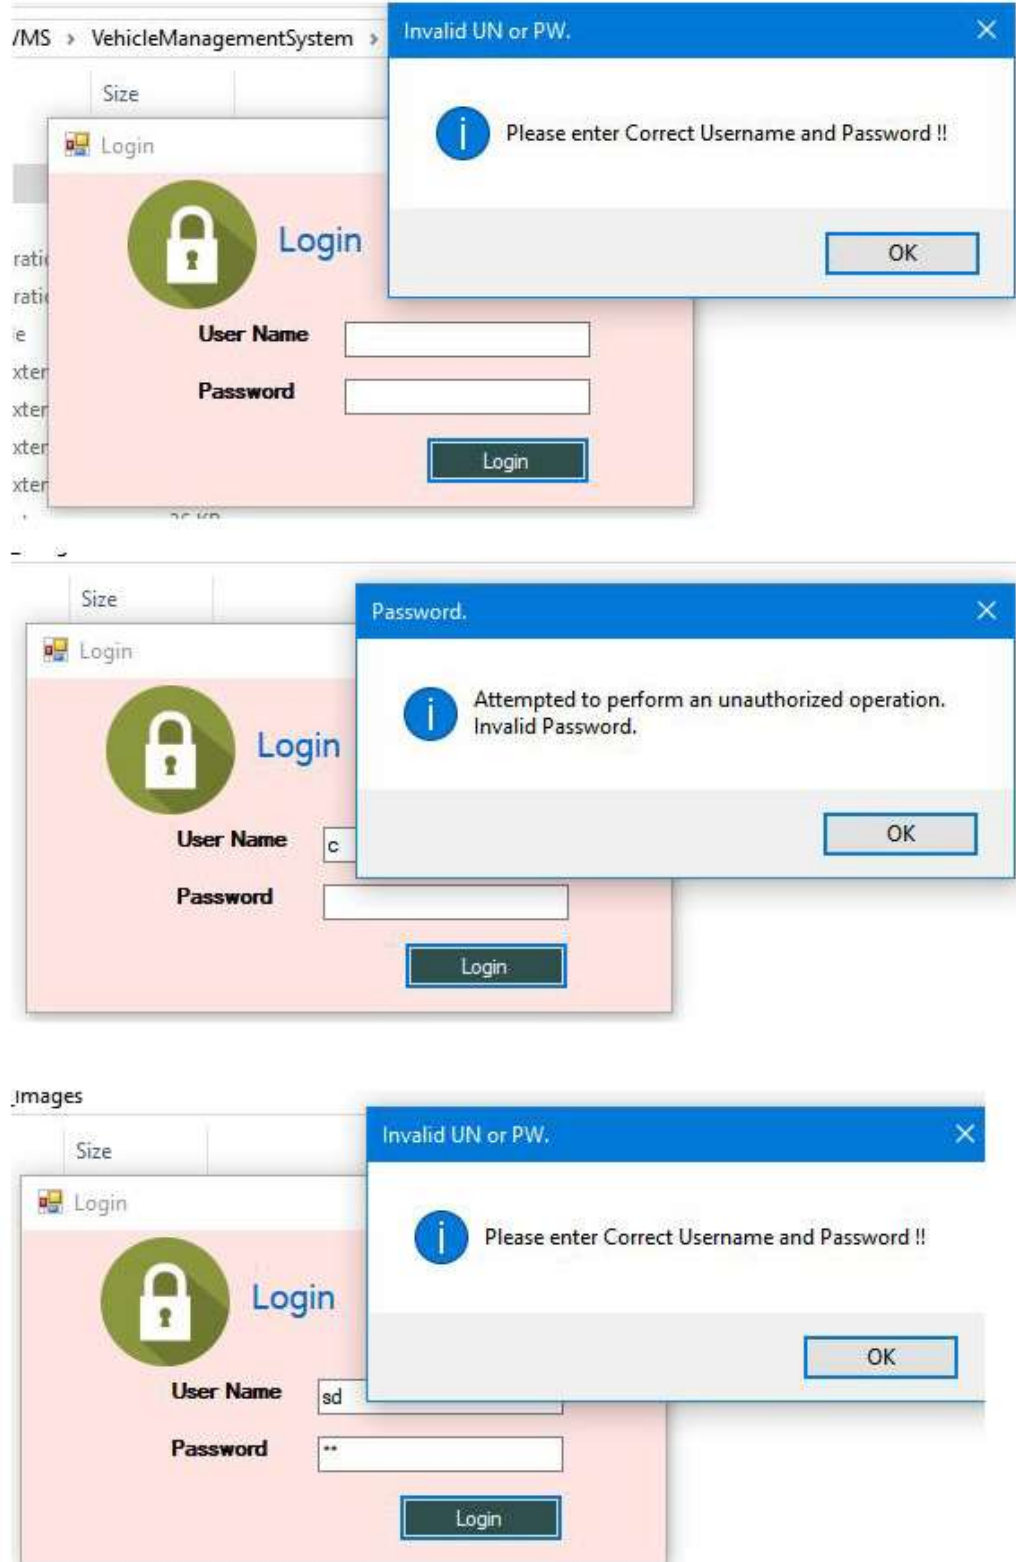 /MS > VehicleManagementSystem >
Invalid UN or PW.
Size
Please enter Correct Username and Password !!
Login
Login
OK
User Name
Password
Login
Size
Password.
Login
Attempted to perform an unauthorized operation.
Invalid Password.
Login
OK
User Name c
Password
Login
_images
Invalid UN or PW.
Size
Login
Please enter Correct Username and Password !!
Login
OK
User Name sd
Password **
Login